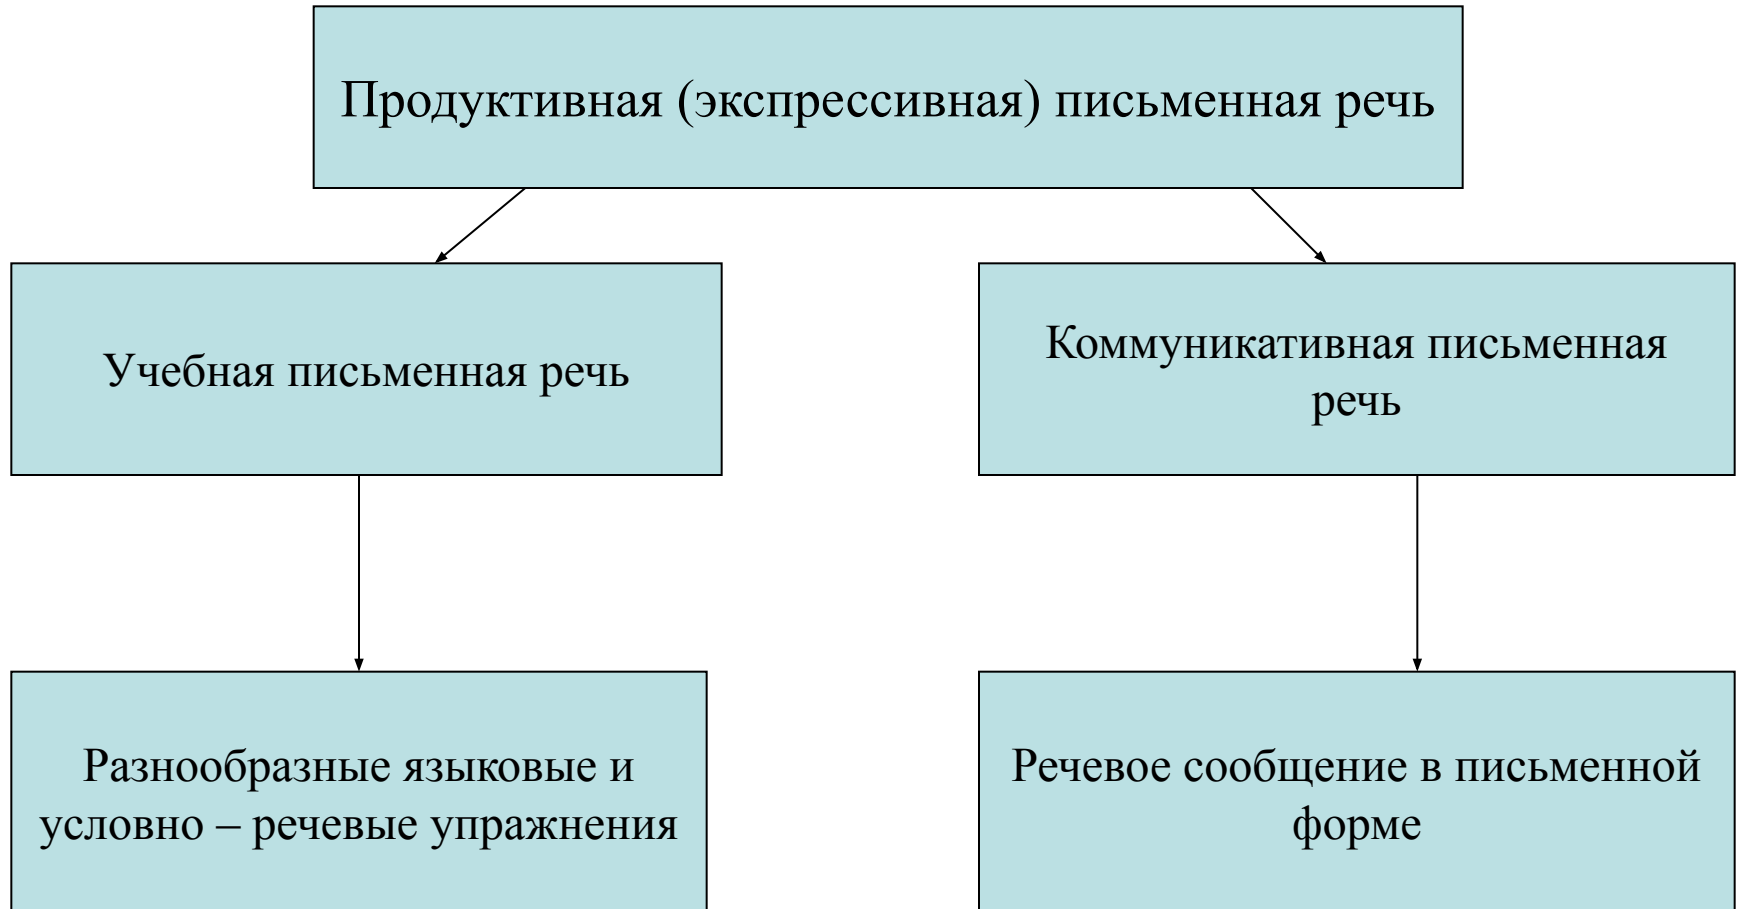 Продуктивная (экспрессивная) письменная речь
Учебная письменная речь
Коммуникативная письменная
речь
Разнообразные языковые и
условно – речевые упражнения
Речевое сообщение в письменной
форме